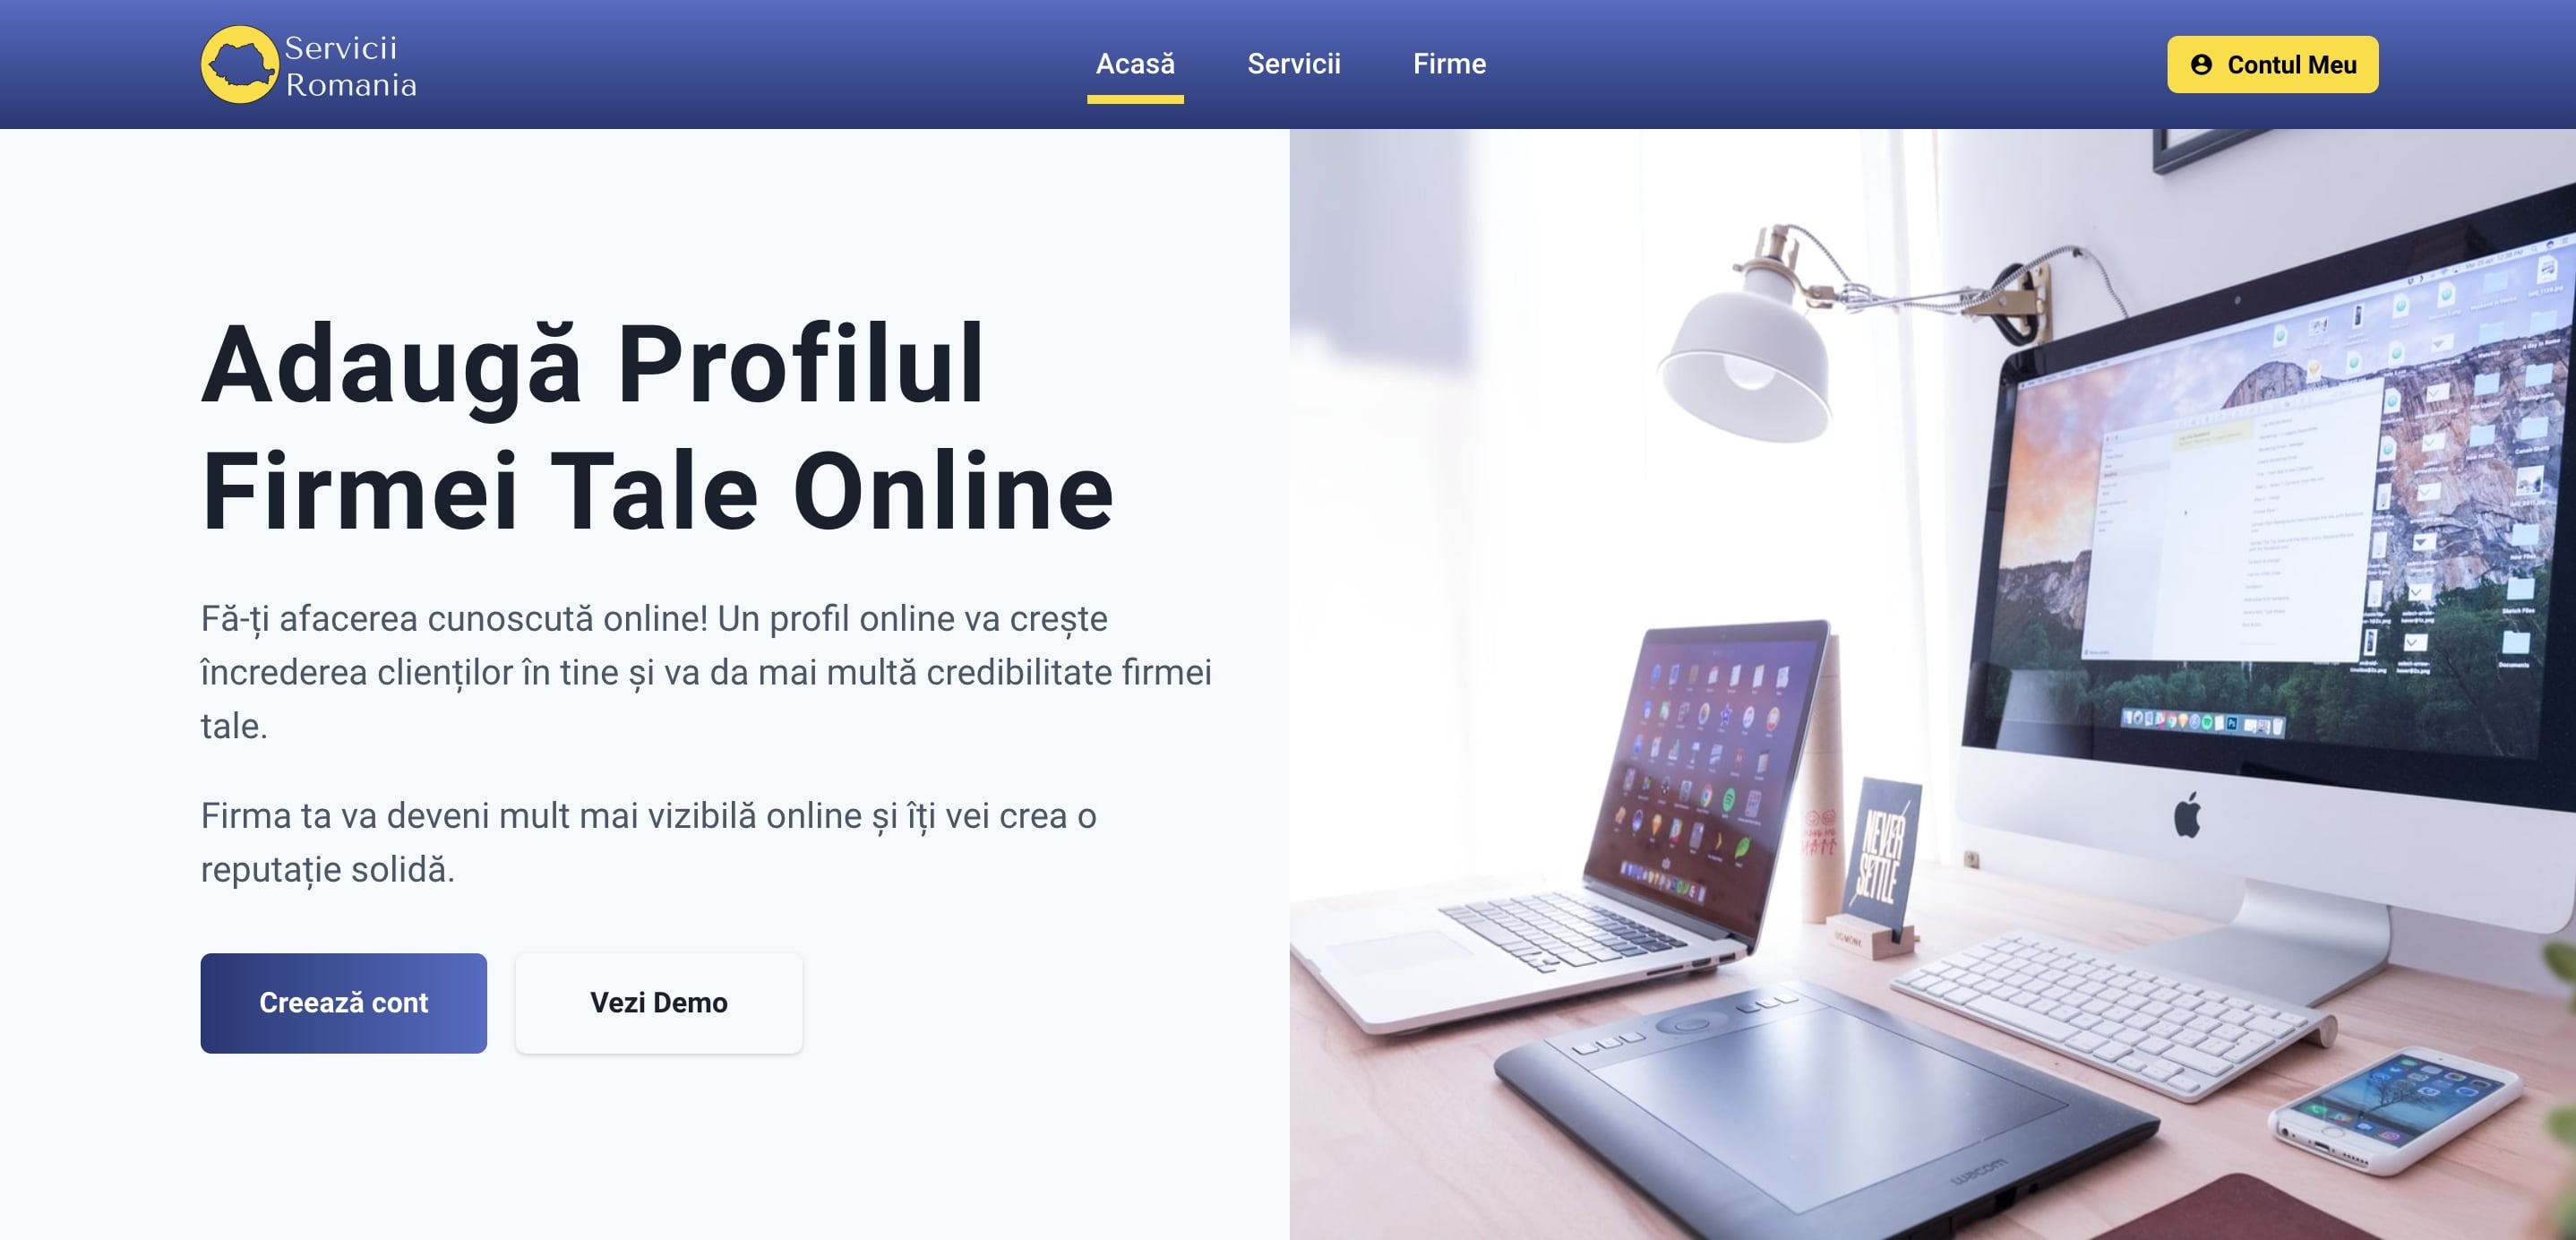 Servicii
Romania
Acasă
Servicii
Firme
Contul Meu
Adaugă Profilul
Firmei Tale Online
Fă-ți afacerea cunoscută online! Un profil online va crește
încrederea clienților în tine și va da mai multă credibilitate firmei
tale.
Firma ta va deveni mult mai vizibilă online și îți vei crea o
reputație solidă.
Creează cont
Vezi Demo
NEVER
SETTLE
UGMONK
wacom